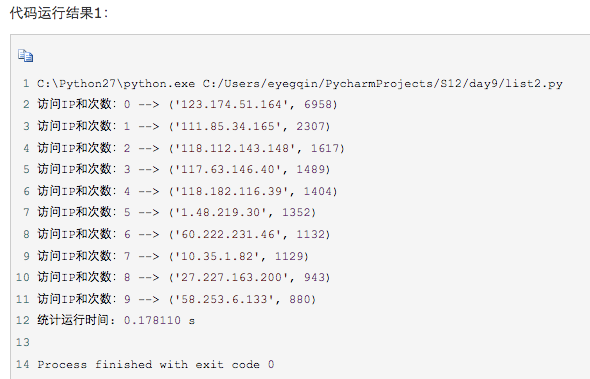 代码运行结果1：
1 C:\Python27\python.exe C:/Users/eyegqin/PycharmProjects/S12/day9/list2.py
2 访问IP和次数：0 --> ('123.174.51.164', 6958)
3 访问IP和次数：1 --> ('111.85.34.165', 2307)
4 访问IP和次数：2 --> ('118.112.143.148', 1617)
5 访问IP和次数：3 --> ('117.63.146.40', 1489)
6 访问IP和次数：4 --> ('118.182.116.39', 1404)
7 访问IP和次数：5 --> ('1.48.219.30', 1352)
8 访问IP和次数：6 --> ('60.222.231.46', 1132)
9 访问IP和次数：7 --> ('10.35.1.82', 1129)
10 访问IP和次数：8 --> ('27.227.163.200', 943)
11 访问IP和次数：9 --> ('58.253.6.133', 880)
12 统计运行时间：0.178110 s
13
14 Process finished with exit code 0